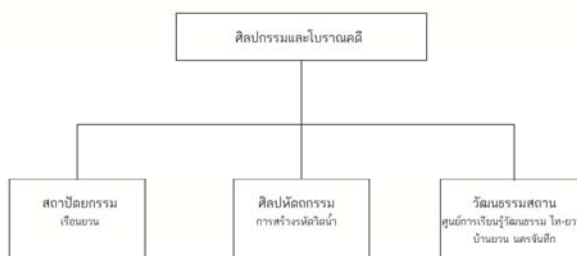 ศิลปกรรมและโบราณคดี
สถาปัตยกรรม
เรือนยวน
ศิลปหัตถกรรม
การสร้างรหัดวิดน้ำ
วัฒนธรรมสถาน
ศูนย์การเรียนรู้วัฒนธรรม ไท-ยว
บ้านยวน นครจันทึก